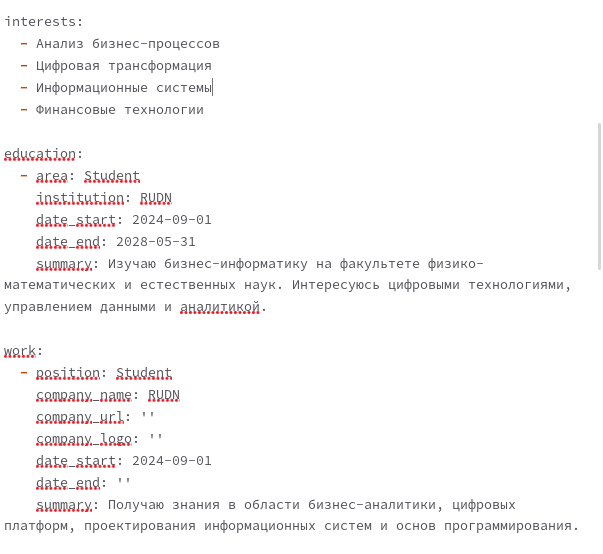 interests:
- Анализ бизнес-процессов
- Цифровая трансформация
- Информационные системы
- Финансовые технологии
education:
- area: Student
institution: RUDN
date_start: 2024-09-01
date_end: 2028-05-31
summary: Изучаю бизнес-информатику на факультете физико-
математических и естественных наук. Интересуюсь цифровыми технологиями,
управлением данными и аналитикой.
work:
- position: Student
company_name: RUDN
company_url: ''
company_logo: ''
date_start: 2024-09-01
date_end: ''
summary: Получаю знания в области бизнес-аналитики, цифровых
платформ, проектирования информационных систем и основ программирования.